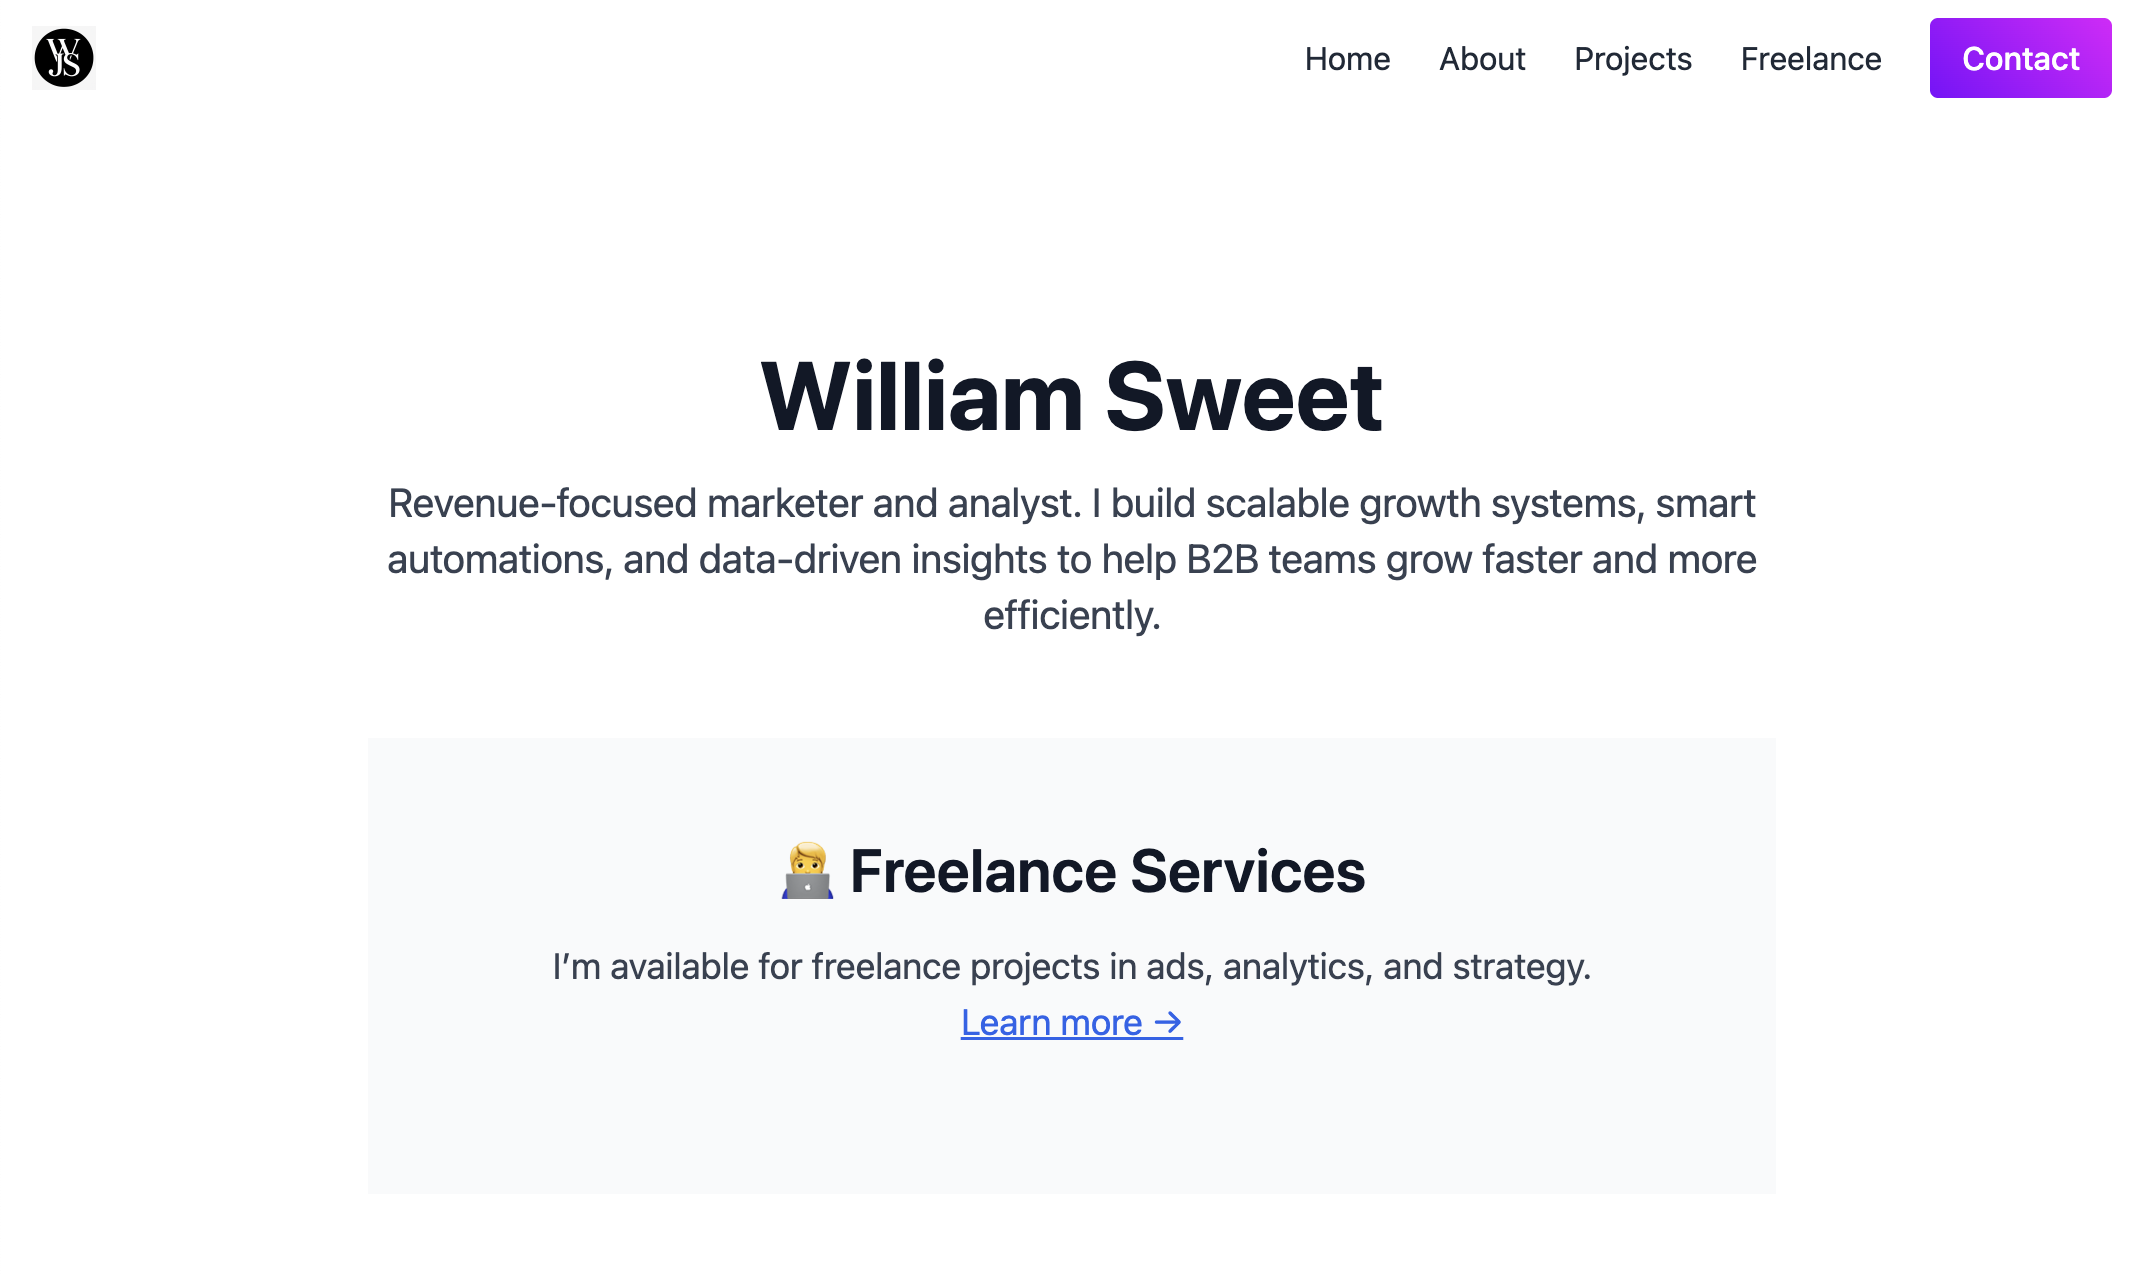 WJS
Home About Projects Freelance Contact
William Sweet
Revenue-focused marketer and analyst. I build scalable growth systems, smart
automations, and data-driven insights to help B2B teams grow faster and more
efficiently.
Freelance Services
I’m available for freelance projects in ads, analytics, and strategy.
Learn more →